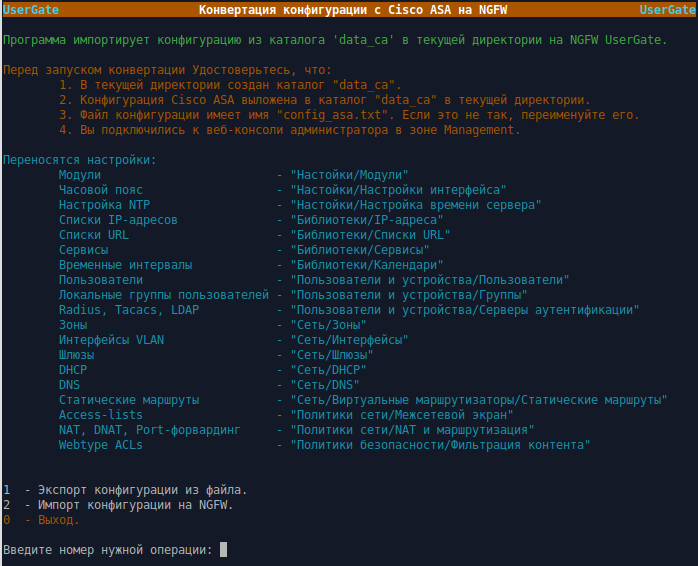 UserGate Конвертация конфигурации с Cisco ASA на NGFW UserGate
Программа импортирует конфигурацию из каталога 'data_ca' в текущей директории на NGFW UserGate.
Перед запуском конвертации Удостоверьтесь, что:
1. В текущей директории создан каталог "data_ca".
2. Конфигурация Cisco ASA выложена в каталог "data_ca" в текущей директории.
3. Файл конфигурации имеет имя "config_asa.txt". Если это не так, переименуйте его.
4. Вы подключились к веб-консоли администратора в зоне Management.
Переносятся настройки:
Модули - "Настойки/Модули"
Часовой пояс - "Настойки/Настройки интерфейса"
Настройка NTP - "Настойки/Настройка времени сервера"
Списки IP-адресов - "Библиотеки/IP-адреса"
Списки URL - "Библиотеки/Списки URL"
Сервисы - "Библиотеки/Сервисы"
Временные интервалы - "Библиотеки/Календари"
Пользователи - "Пользователи и устройства/Пользователи"
Локальные группы пользователей - "Пользователи и устройства/Группы"
Radius, Tacacs, LDAP - "Пользователи и устройства/Серверы аутентификации"
Зоны - "Сеть/Зоны"
Интерфейсы VLAN - "Сеть/Интерфейсы"
Шлюзы - "Сеть/Шлюзы"
DHCP - "Сеть/DHCP"
DNS - "Сеть/DNS"
Статические маршруты - "Сеть/Виртуальные маршрутизаторы/Статические маршруты"
Access-lists - "Политики сети/Межсетевой экран"
NAT, DNAT, Port-форвардинг - "Политики сети/NAT и маршрутизация"
Webtype ACLs - "Политики безопасности/Фильтрация контента"
1 - Экспорт конфигурации из файла.
2 - Импорт конфигурации на NGFW.
0 - Выход.
Введите номер нужной операции: